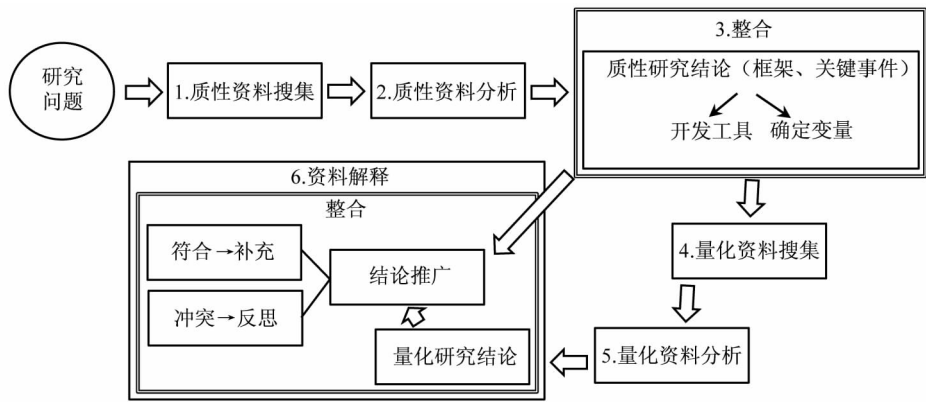 研究
问题
1.质性资料搜集
2.质性资料分析
3.整合
质性研究结论（框架、关键事件）
开发工具 确定变量
4.量化资料搜集
5.量化资料分析
6.资料解释
整合
符合→补充
冲突→反思
结论推广
量化研究结论